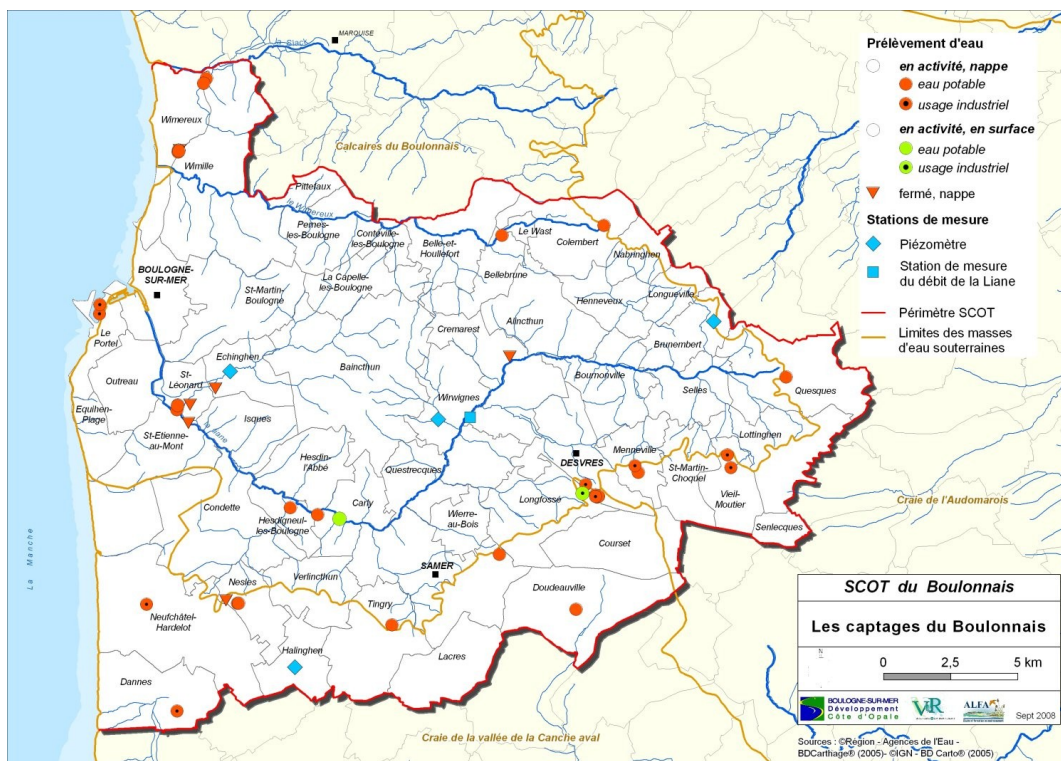 MARQUISE
la Slack
Wimereux
Calcaires du Boulonnais
Wimille
Pittefaux
le Wimereux
Pernes-
les-Boulogne
Conteville-
les-Boulogne
Belle-et-
Houllefort
Le Wast
Colembert
Nabringhen
Bellebrune
BOULOGNE-
SUR-MER
St-Martin-
Boulogne
La Capelle-
les-Boulogne
Henneveux
Longueville
Le
Portel
Cremarest
Alincthun
Brunembert
Echinghen
Baincthun
Outreau
St-
Léonard
Bournonville
Selles
Quesques
Equihen-
Plage
Isques
Wirwignes
St-Etienne-
au-Mont
la Liane
Lottinghen
Hesdin-
l'Abbé
Questrecques
DESVRES
Menneville
St-Martin-
Choquel
Condette
Carly
Longfossé
Vieil-
Moutier
Craie de l'Audomarois
Hesdigneul-
les-Boulogne
Wierre-
au-Bois
Senlecques
Courset
SAMER
Nesles
Verlincthun
Doudeauville
Neufchâtel-
Hardelot
Tingry
Halinghen
Lacres
Dannes
La Manche
Craie de la vallée de la Canche aval
Prélèvement d'eau
en activité, nappe
eau potable
usage industriel
en activité, en surface
eau potable
usage industriel
fermé, nappe
Stations de mesure
Piézomètre
Station de mesure
du débit de la Liane
Périmètre SCOT
Limites des masses
d'eau souterraines
SCOT du Boulonnais
Les captages du Boulonnais
N
0 2,5 5 km
BOULOGNE-SUR-MER
Développement
Côte d'Opale
ALFA
Sept 2008
Sources : ©Région - Agences de l'Eau -
BDCarthage® (2005)- ©IGN - BD Carto® (2005)